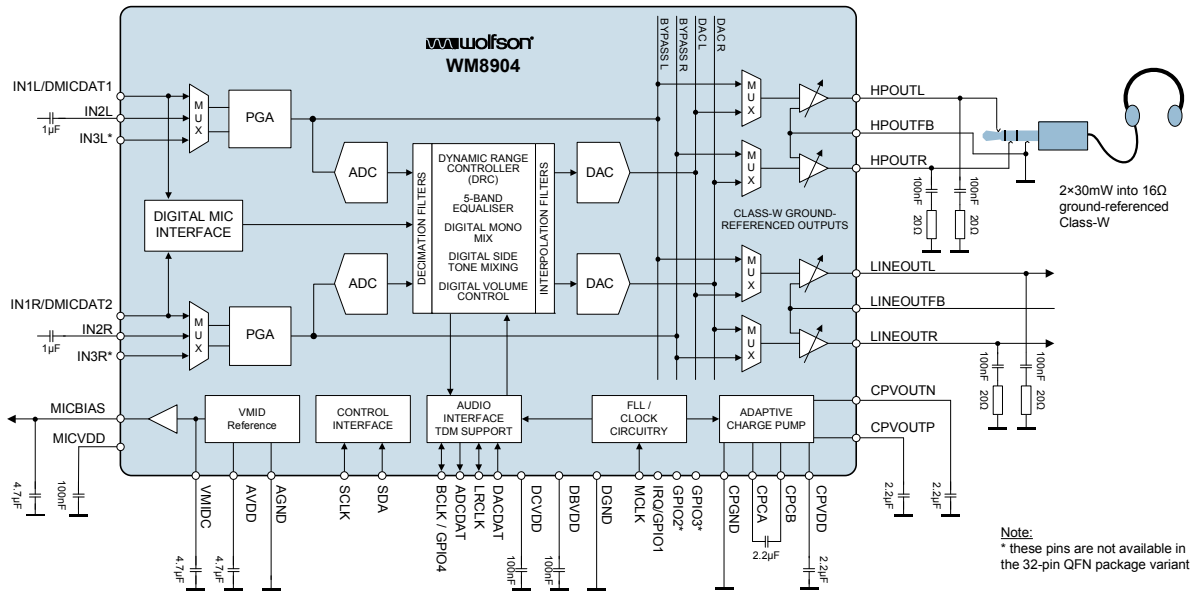 wolfson
WM8904
BYPASS L
BYPASS R
DAC L
DAC R
IN1L/DMICDAT1
IN2L
1µF
IN3L*
MUX
PGA
ADC
DIGITAL MIC
INTERFACE
DECIMATION FILTERS
DYNAMIC RANGE
CONTROLLER
(DRC)
5-BAND
EQUALISER
DIGITAL MONO
MIX
DIGITAL SIDE
TONE MIXING
DIGITAL VOLUME
CONTROL
INTERPOLATION FILTERS
DAC
MUX
MUX
HPOUTL
HPOUTFB
HPOUTR
100nF
100nF
20Ω
20Ω
2×30mW into 16Ω
ground-referenced
Class-W
CLASS-W GROUND-
REFERENCED OUTPUTS
ADC
DAC
IN1R/DMICDAT2
IN2R
1µF
IN3R*
MUX
PGA
MUX
MUX
LINEOUTL
LINEOUTFB
LINEOUTR
100nF
100nF
20Ω
20Ω
MICBIAS
MICVDD
VMID
Reference
CONTROL
INTERFACE
AUDIO
INTERFACE
TDM SUPPORT
FLL /
CLOCK
CIRCUITRY
ADAPTIVE
CHARGE PUMP
CPVOUTN
CPVOUTP
4.7µF
100nF
VMIDC
AVDD
AGND
SCLK
SDA
BCLK / GPIO4
ADCDAT
LRCLK
DACDAT
DCVDD
DBVDD
DGND
MCLK
IRQ/GPIO1
GPIO2*
GPIO3*
CPGND
CPCA
CPCB
CPVDD
2.2µF
2.2µF
4.7µF
4.7µF
100nF
100nF
2.2µF
2.2µF
Note:
* these pins are not available in
the 32-pin QFN package variant